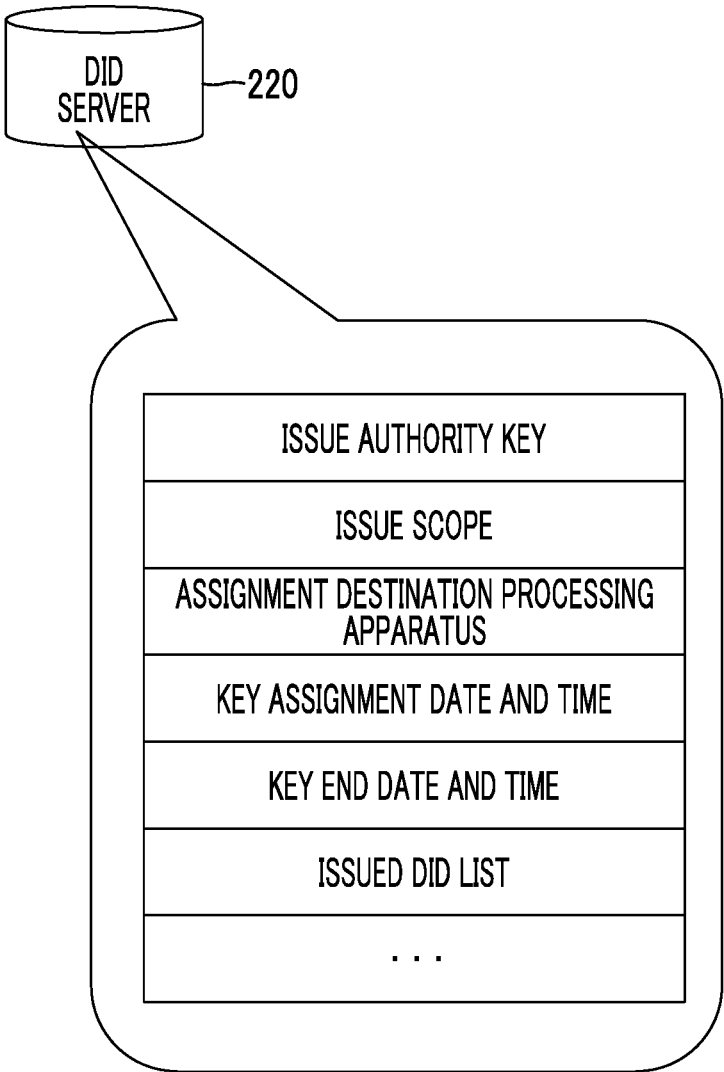 DID
SERVER
220
ISSUE AUTHORITY KEY
ISSUE SCOPE
ASSIGNMENT DESTINATION PROCESSING
APPARATUS
KEY ASSIGNMENT DATE AND TIME
KEY END DATE AND TIME
ISSUED DID LIST
. . .